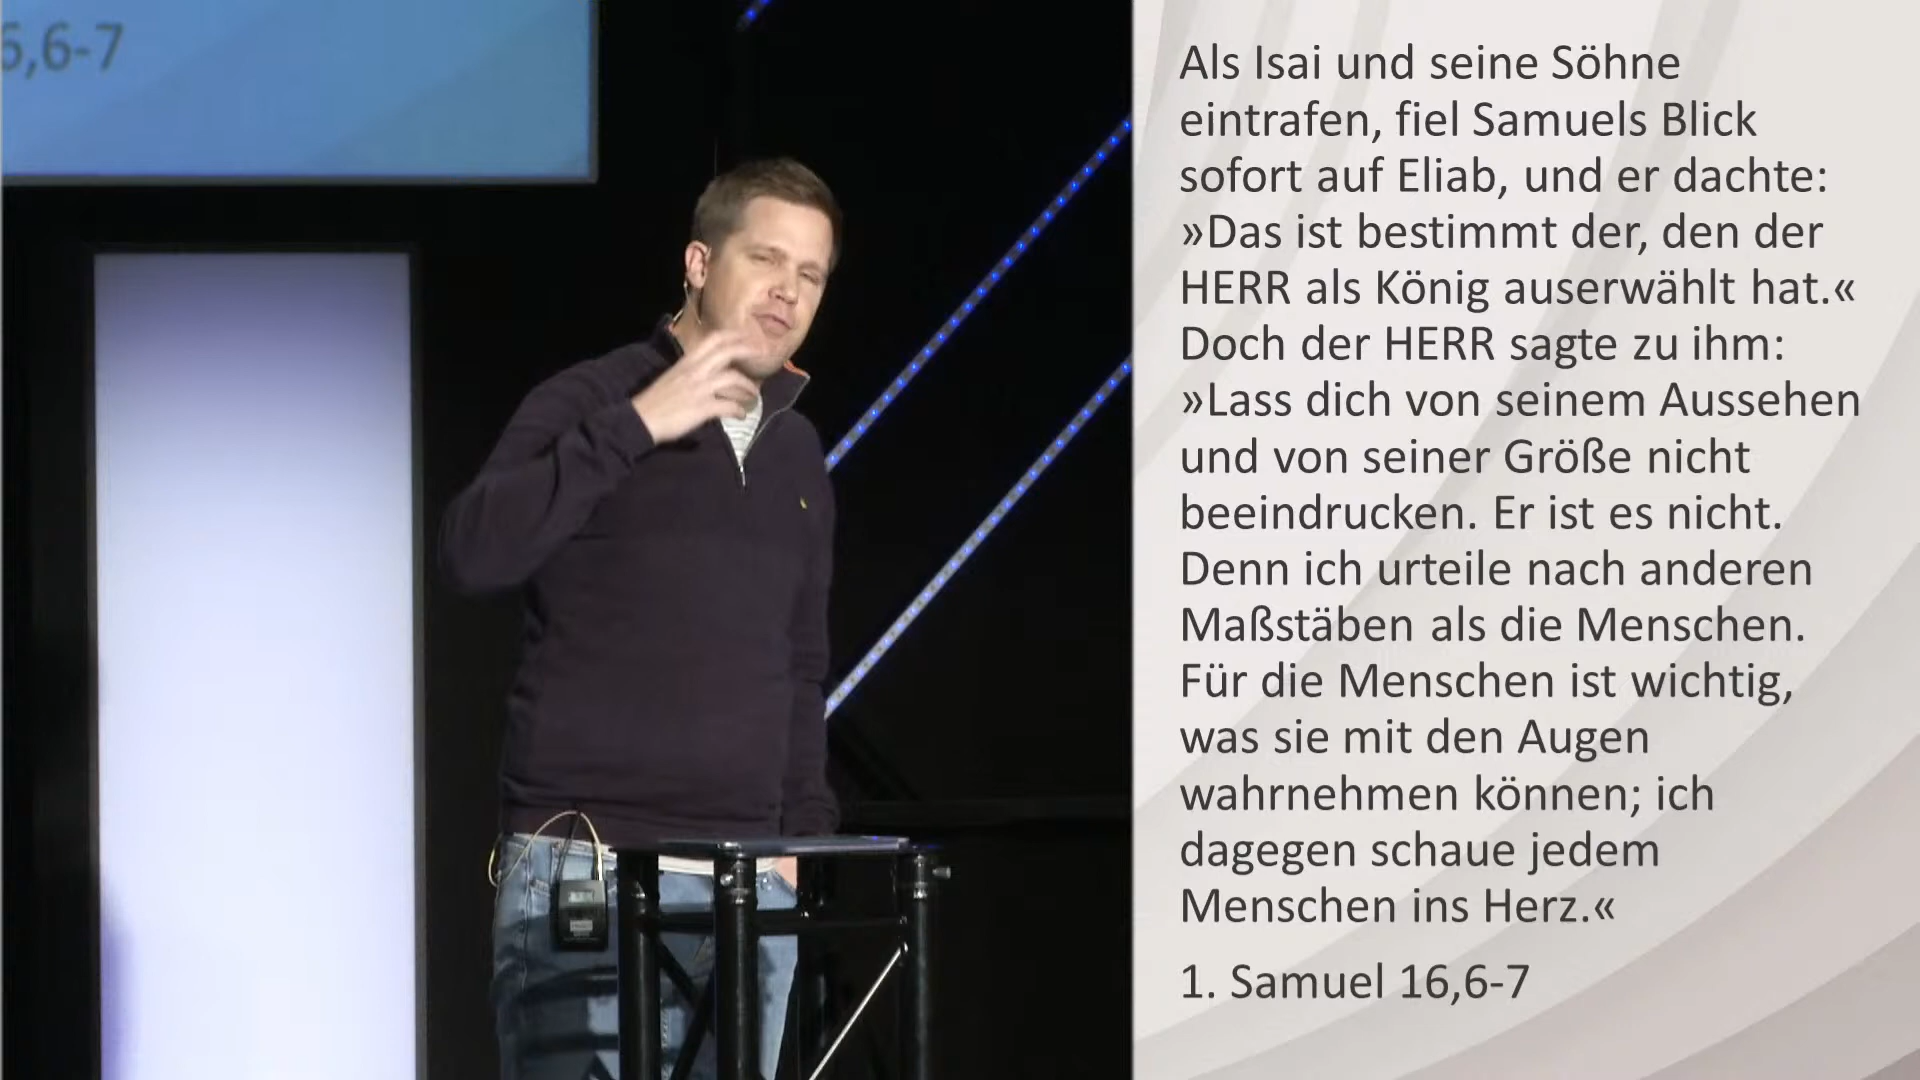 6,6-7
Als Isai und seine Söhne
eintrafen, fiel Samuels Blick
sofort auf Eliab, und er dachte:
»Das ist bestimmt der, den der
HERR als König auserwählt hat.«
Doch der HERR sagte zu ihm:
»Lass dich von seinem Aussehen
und von seiner Größe nicht
beeindrucken. Er ist es nicht.
Denn ich urteile nach anderen
Maßstäben als die Menschen.
Für die Menschen ist wichtig,
was sie mit den Augen
wahrnehmen können; ich
dagegen schaue jedem
Menschen ins Herz.«
1. Samuel 16,6-7